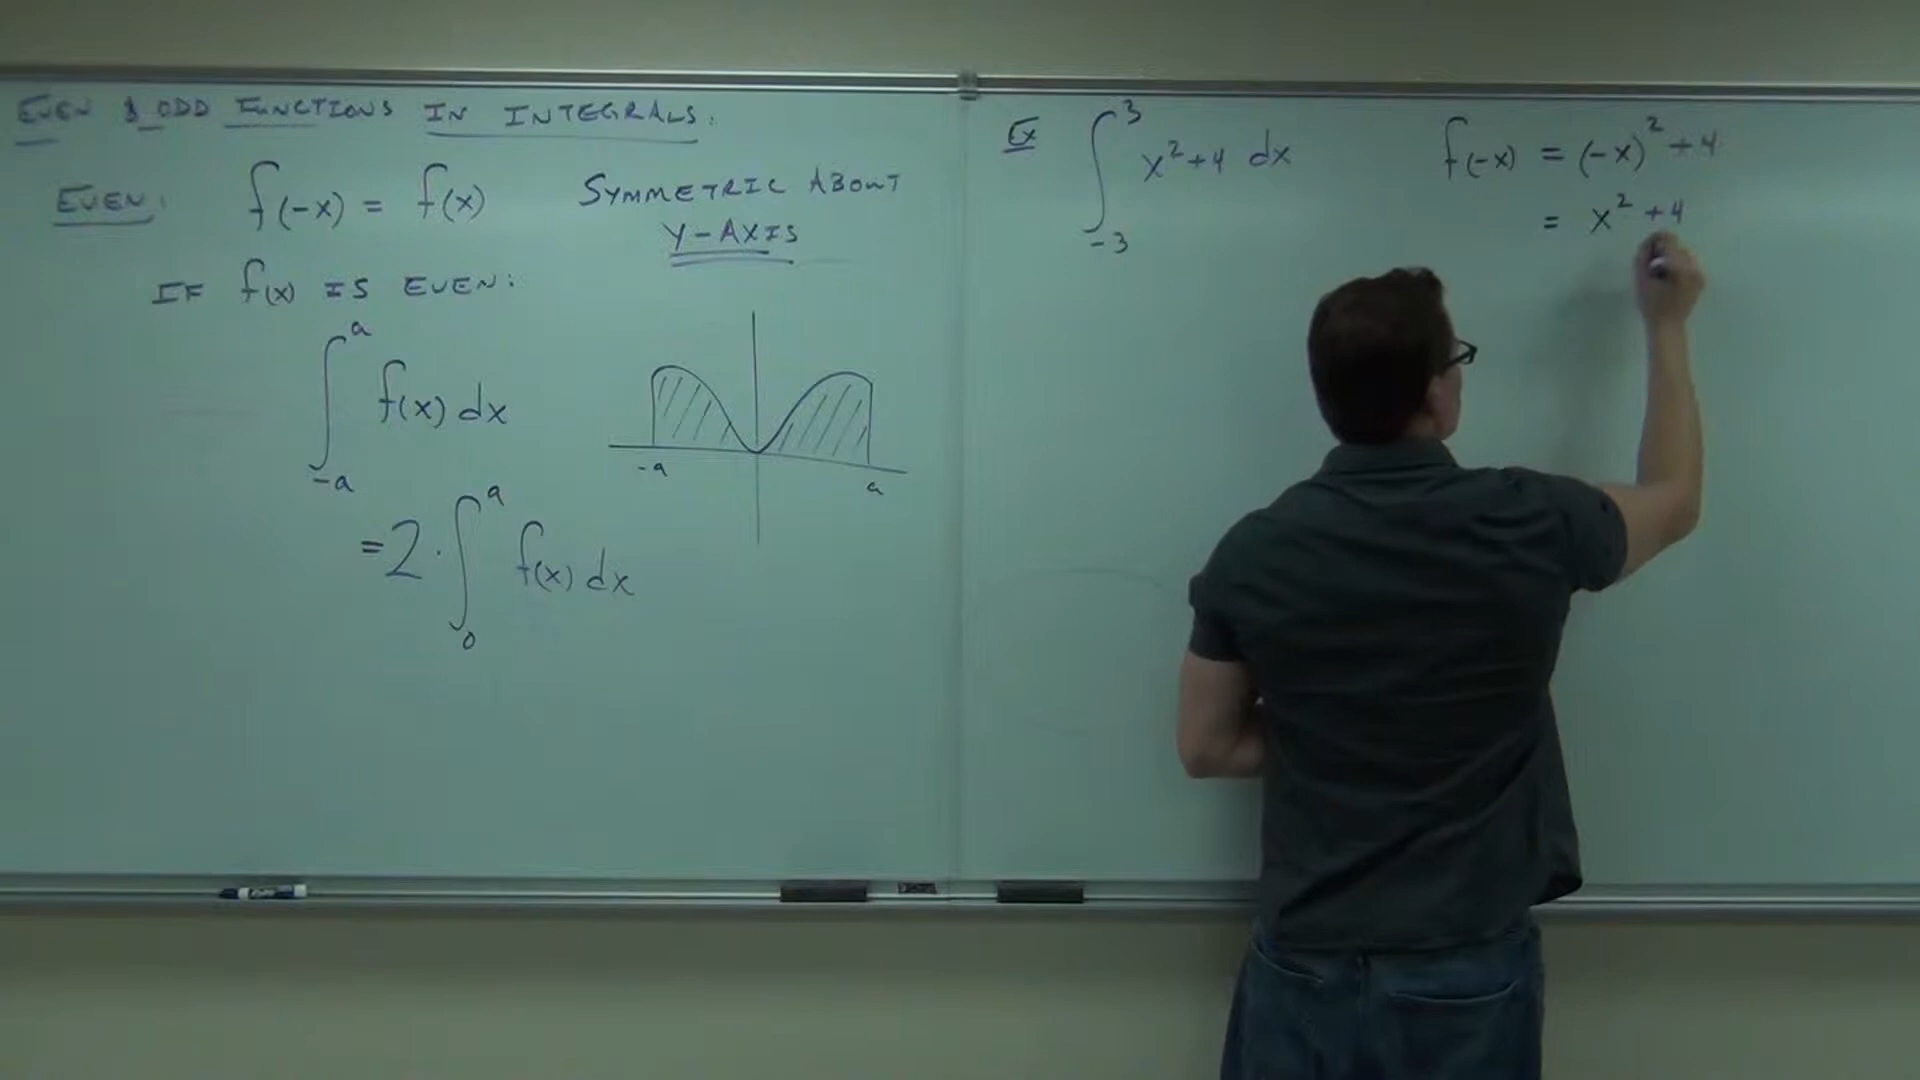 EVEN & ODD FUNCTIONS IN INTEGRALS:
EVEN: f(-x) = f(x) SYMMETRIC ABOUT
Y-AXIS
IF f(x) IS EVEN:
∫_{-a}^{a} f(x) dx
-a a
= 2 · ∫_{0}^{a} f(x) dx
Ex ∫_{-3}^{3} x² + 4 dx
f(-x) = (-x)² + 4
= x² + 4